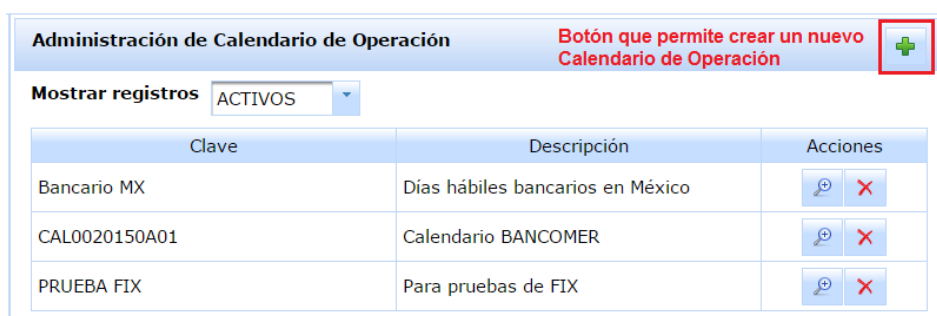 Administración de Calendario de Operación
Botón que permite crear un nuevo
Calendario de Operación
Mostrar registros ACTIVOS
Clave Descripción Acciones
Bancario MX Días hábiles bancarios en México
CAL0020150A01 Calendario BANCOMER
PRUEBA FIX Para pruebas de FIX